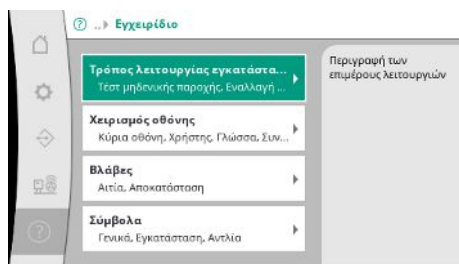 ..▸ Εγχειρίδιο
Τρόπος λειτουργίας εγκατάστα...
Τέστ μηδενικής παροχής, Εναλλαγή ...
Περιγραφή των
επιμέρους λειτουργιών
Χειρισμός οθόνης
Κύρια οθόνη, Χρήστης, Γλώσσα, Συν...
Βλάβες
Αιτία, Αποκατάσταση
Σύμβολα
Γενικά, Εγκατάσταση, Αντλία